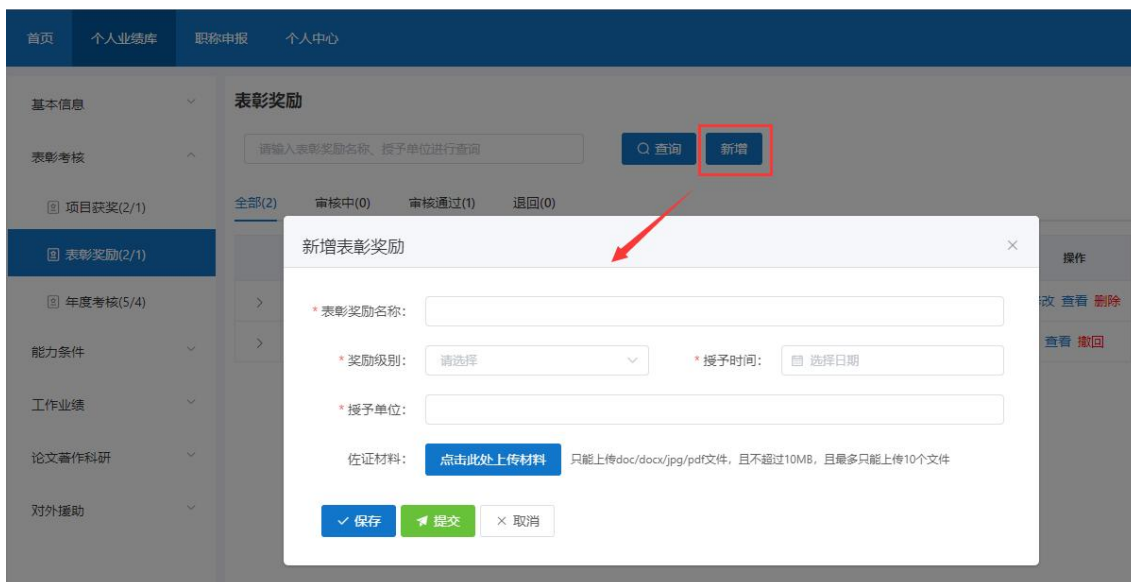 首页 个人业绩库 职称申报 个人中心
基本信息
表彰考核
项目获奖(2/1)
表彰奖励(2/1)
年度考核(5/4)
能力条件
工作业绩
论文著作科研
对外援助
表彰奖励
请输入表彰奖励名称、授予单位进行查询 查询 新增
全部(2) 审核中(0) 审核通过(1) 退回(0)
操作
改 查看 删除
查看 撤回
新增表彰奖励
* 表彰奖励名称：
* 奖励级别： 请选择 * 授予时间： 选择日期
* 授予单位：
佐证材料： 点击此处上传材料 只能上传doc/docx/jpg/pdf文件，且不超过10MB，且最多只能上传10个文件
保存 提交 取消